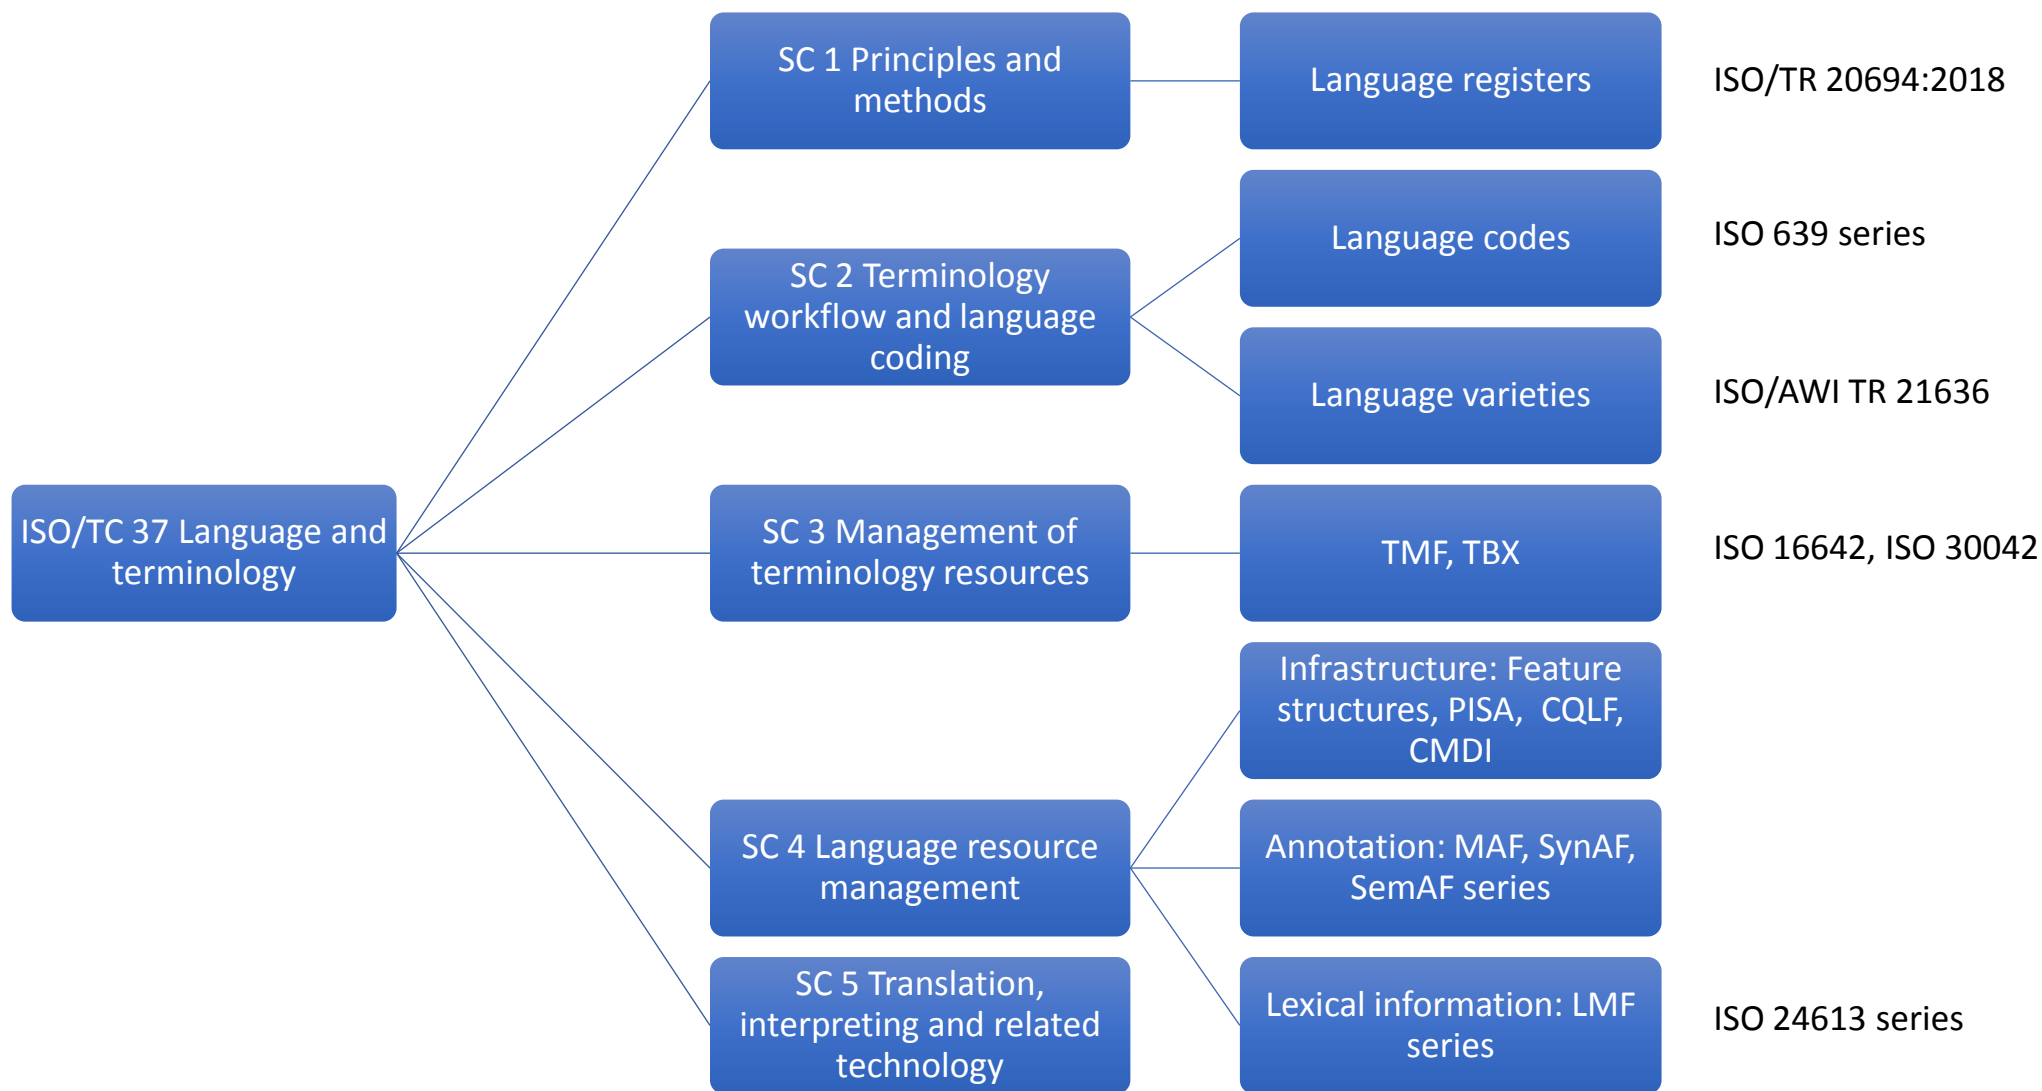 SC 1 Principles and
methods
Language registers
ISO/TR 20694:2018
Language codes
ISO 639 series
SC 2 Terminology
workflow and language
coding
Language varieties
ISO/AWI TR 21636
ISO/TC 37 Language and
terminology
SC 3 Management of
terminology resources
TMF, TBX
ISO 16642, ISO 30042
Infrastructure: Feature
structures, PISA,  CQLF,
CMDI
SC 4 Language resource
management
Annotation: MAF, SynAF,
SemAF series
SC 5 Translation,
interpreting and related
technology
Lexical information: LMF
series
ISO 24613 series